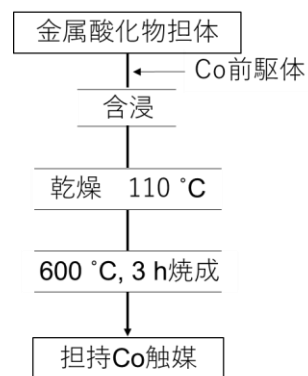 金属酸化物担体
Co前駆体
含浸
乾燥　110 ˚C
600 ˚C, 3 h焼成
担持Co触媒